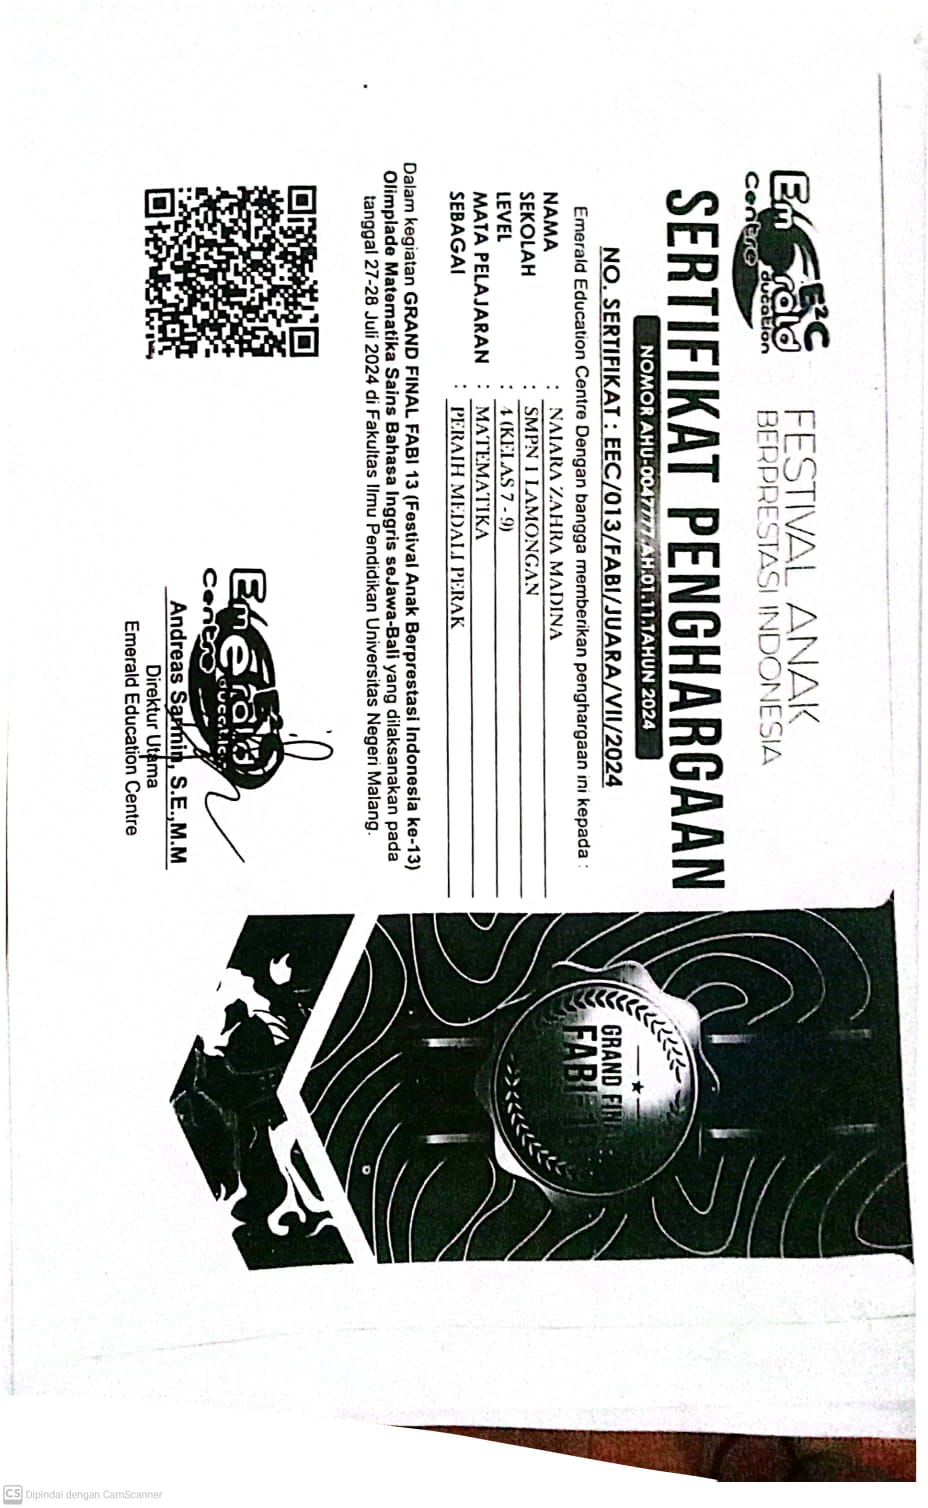 Emerald Education Centre E²C
FESTIVAL ANAK
BERPRESTASI INDONESIA
SERTIFIKAT PENGHARGAAN
NOMOR AHU-0047777.AH.01.11.TAHUN 2024
NO. SERTIFIKAT : EEC/013/FABI/JUARA/VII/2024
Emerald Education Centre Dengan bangga memberikan penghargaan ini kepada :
NAMA : NAIARA ZAHRA MADINA
SEKOLAH : SMPN 1 LAMONGAN
LEVEL : 4 (KELAS 7 - 9)
MATA PELAJARAN : MATEMATIKA
SEBAGAI : PERAIH MEDALI PERAK
Dalam kegiatan GRAND FINAL FABI 13 (Festival Anak Berprestasi Indonesia ke-13)
Olimpiade Matematika Sains Bahasa Inggris seJawa-Bali yang dilaksanakan pada
tanggal 27-28 Juli 2024 di Fakultas Ilmu Pendidikan Universitas Negeri Malang.
Emerald Education Centre E²C
Andreas Sarmin, S.E.,M.M
Direktur Utama
Emerald Education Centre
GRAND
FABI
CS Dipindai dengan CamScanner